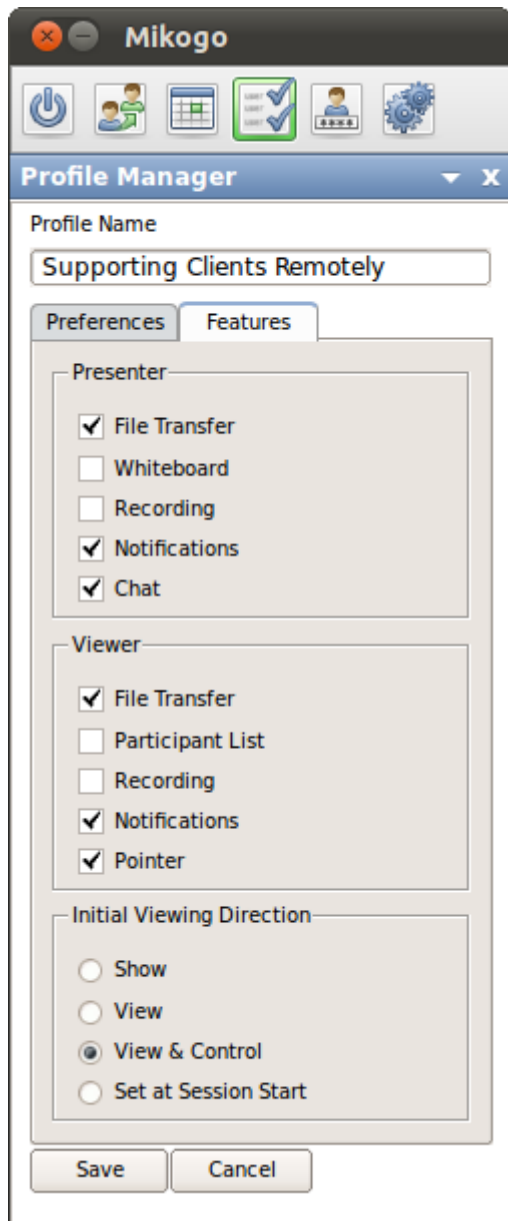 Mikogo
Profile Manager
Profile Name
Supporting Clients Remotely
Preferences Features
Presenter
File Transfer
Whiteboard
Recording
Notifications
Chat
Viewer
File Transfer
Participant List
Recording
Notifications
Pointer
Initial Viewing Direction
Show
View
View & Control
Set at Session Start
Save Cancel